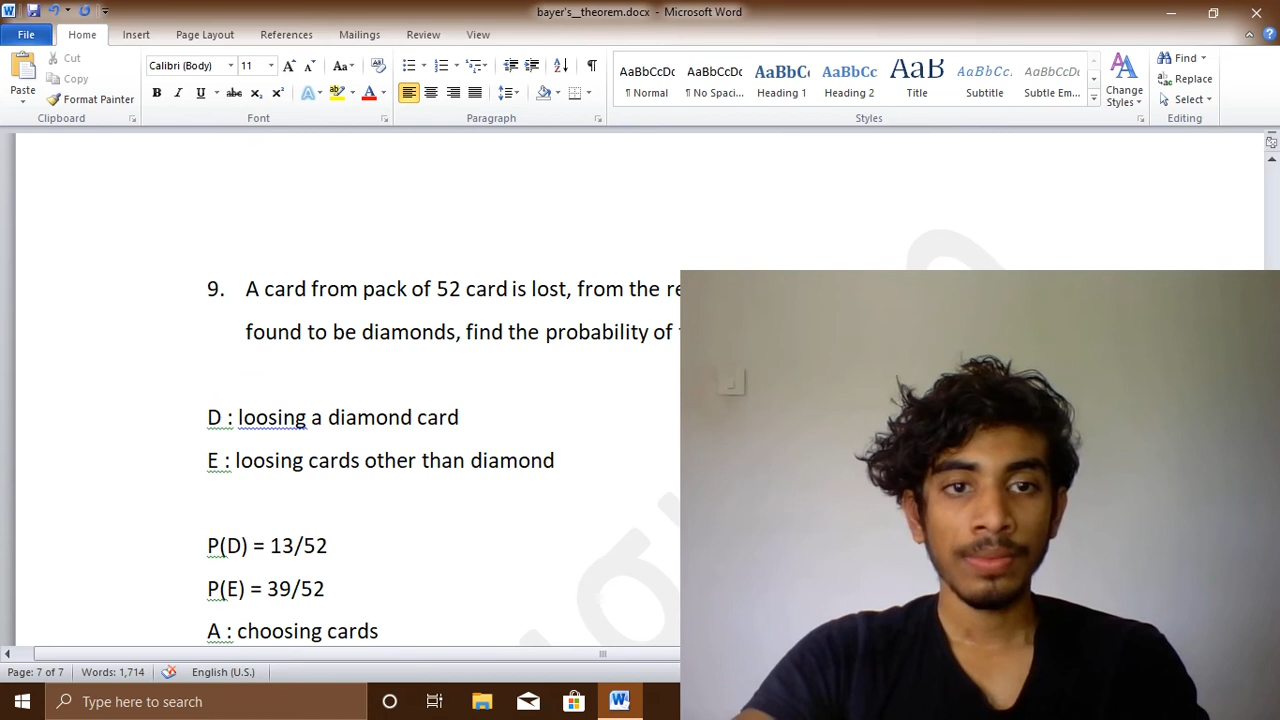 bayer's__theorem.docx - Microsoft Word
File Home Insert Page Layout References Mailings Review View
Cut
Copy
Paste
Format Painter
Clipboard
Calibri (Body) 11
Font
Paragraph
AaBbCcDc AaBbCcDc AaBbC AaBbCc AaB AaBbCc. AaBbCcDc
¶ Normal ¶ No Spaci... Heading 1 Heading 2 Title Subtitle Subtle Em...
Change
Styles
Styles
Find
Replace
Select
Editing
9. A card from pack of 52 card is lost, from the re
found to be diamonds, find the probability of
D : loosing a diamond card
E : loosing cards other than diamond
P(D) = 13/52
P(E) = 39/52
A : choosing cards
Page: 7 of 7 Words: 1,714 English (U.S.)
Type here to search